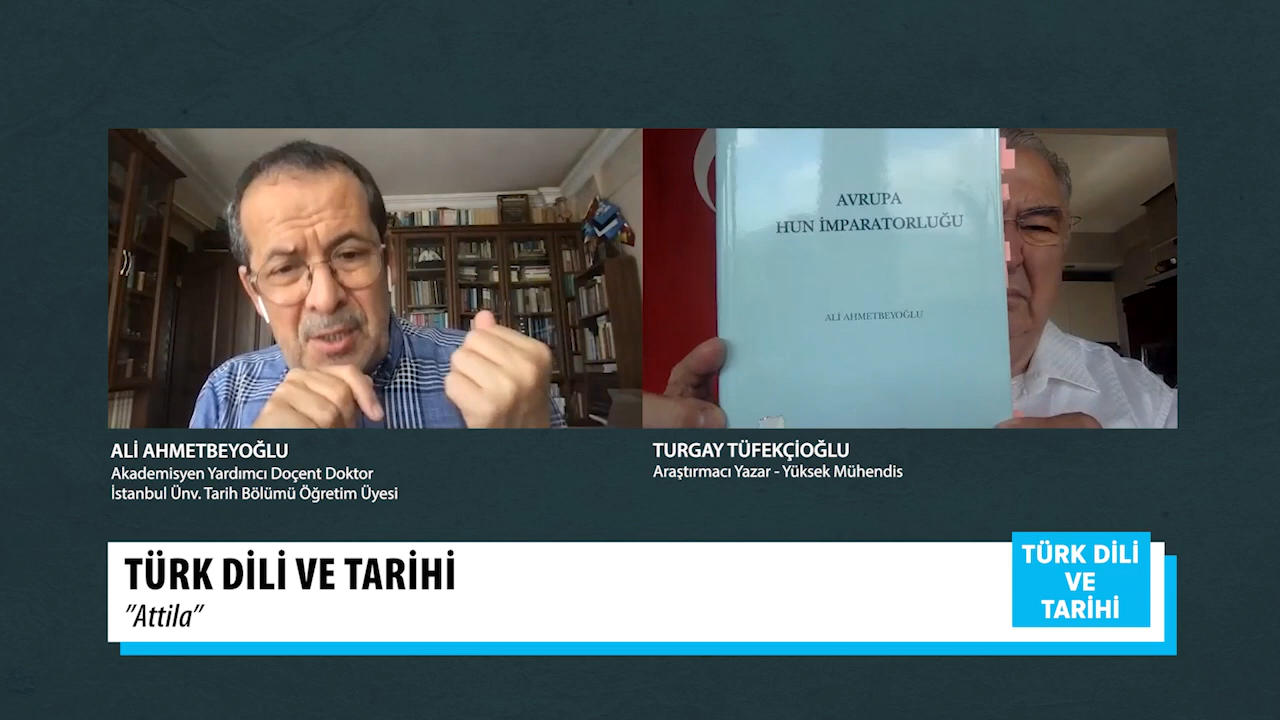 AVRUPA
HUN İMPARATORLUĞU
ALİ AHMETBEYOĞLU
ALİ AHMETBEYOĞLU
Akademisyen Yardımcı Doçent Doktor
İstanbul Ünv. Tarih Bölümü Öğretim Üyesi
TURGAY TÜFEKÇİOĞLU
Araştırmacı Yazar - Yüksek Mühendis
TÜRK DİLİ VE TARİHİ
"Attila"
TÜRK DİLİ
VE
TARİHİ